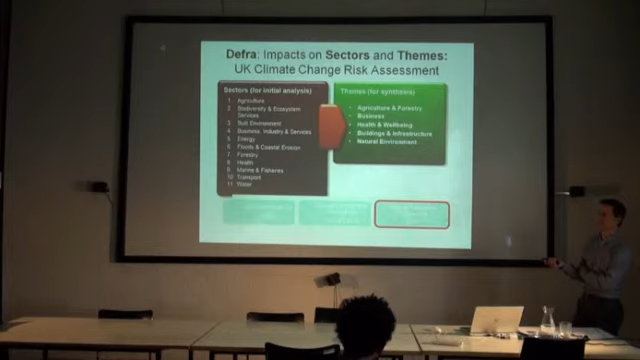 Defra: Impacts on Sectors and Themes:
UK Climate Change Risk Assessment
Sectors (for initial analysis)
1 Agriculture
2 Biodiversity & Ecosystem
Services
3 Built Environment
4 Business, Industry & Services
5 Energy
6 Floods & Coastal Erosion
7 Forestry
8 Health
9 Marine & Fisheries
10 Transport
11 Water
Themes (for synthesis)
• Agriculture & Forestry
• Business
• Health & Wellbeing
• Buildings & Infrastructure
• Natural Environment